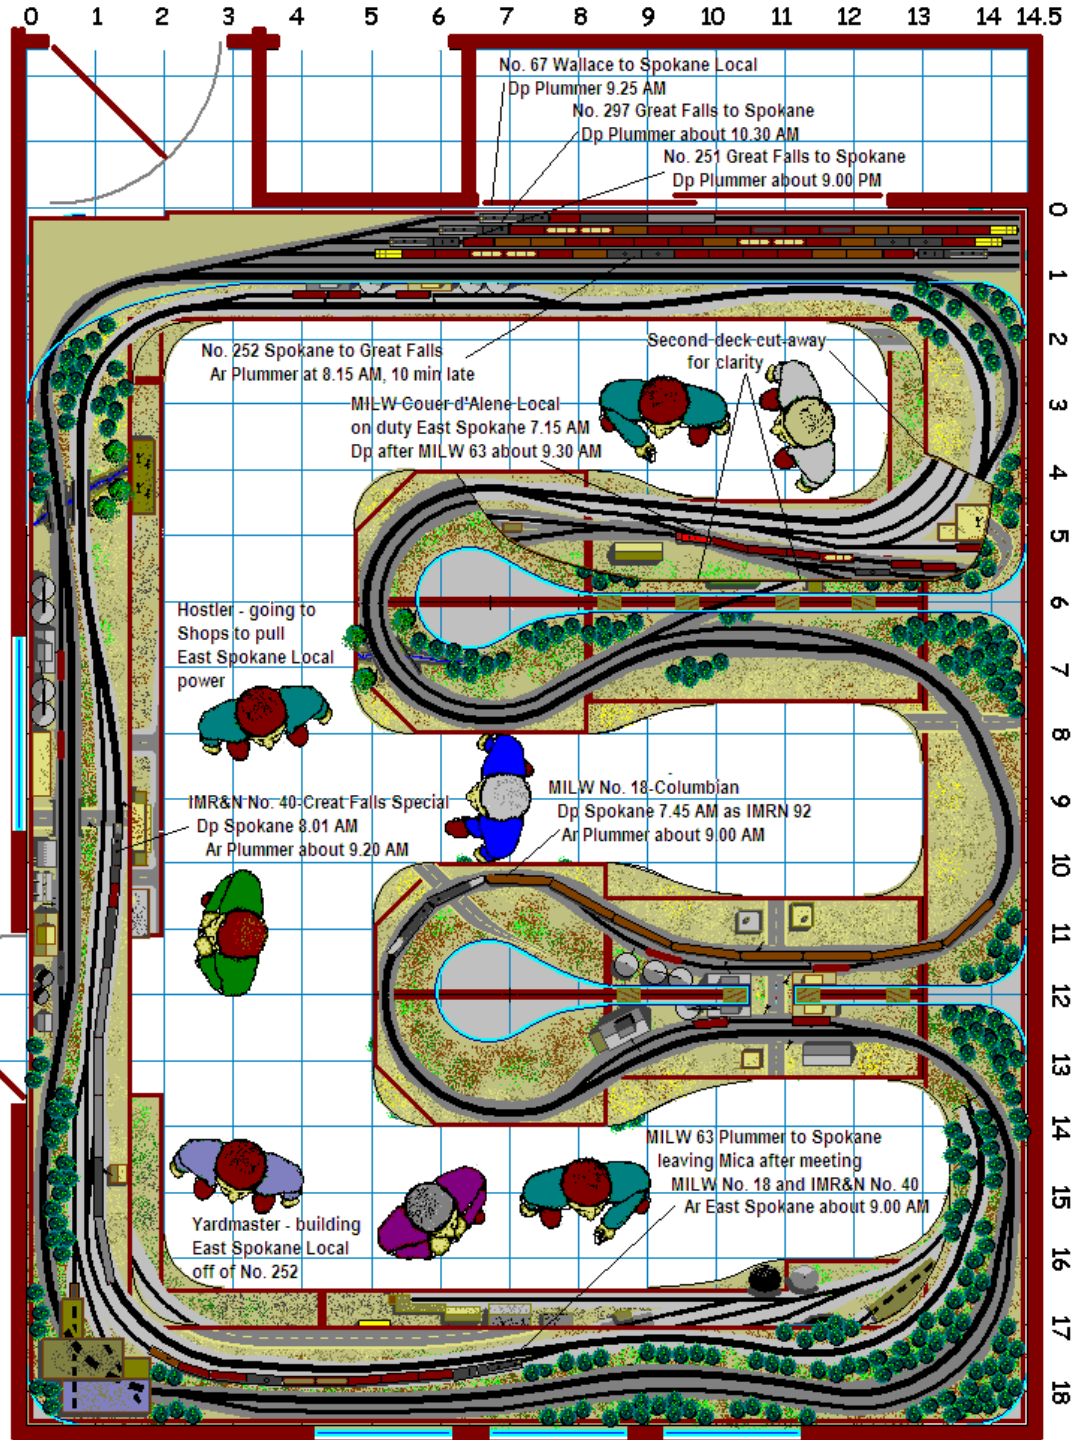 0 1 2 3 4 5 6 7 8 9 10 11 12 13 14 14.5
No. 67 Wallace to Spokane Local
Dp Plummer 9.25 AM
No. 297 Great Falls to Spokane
Dp Plummer about 10.30 AM
No. 251 Great Falls to Spokane
Dp Plummer about 9.00 PM
0
1
2
3
4
5
6
7
8
9
10
11
12
13
14
15
16
17
18
No. 252 Spokane to Great Falls
Ar Plummer at 8.15 AM, 10 min late
Second deck cut away
for clarity
MILW Couer d'Alene Local
on duty East Spokane 7.15 AM
Dp after MILW 63 about 9.30 AM
Hostler - going to
Shops to pull
East Spokane Local
power
IMR&N No. 40-Great Falls Special
Dp Spokane 8.01 AM
Ar Plummer about 9.20 AM
MILW No. 18-Columbian
Dp Spokane 7.45 AM as IMRN 92
Ar Plummer about 9.00 AM
MILW 63 Plummer to Spokane
leaving Mica after meeting
MILW No. 18 and IMR&N No. 40
Ar East Spokane about 9.00 AM
Yardmaster - building
East Spokane Local
off of No. 252